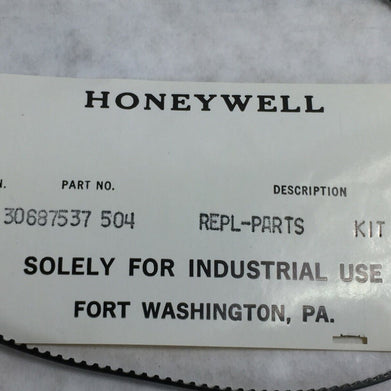 HONEYWELL
N. PART NO. DESCRIPTION
30687537 504 REPL-PARTS KIT
SOLELY FOR INDUSTRIAL USE
FORT WASHINGTON, PA.